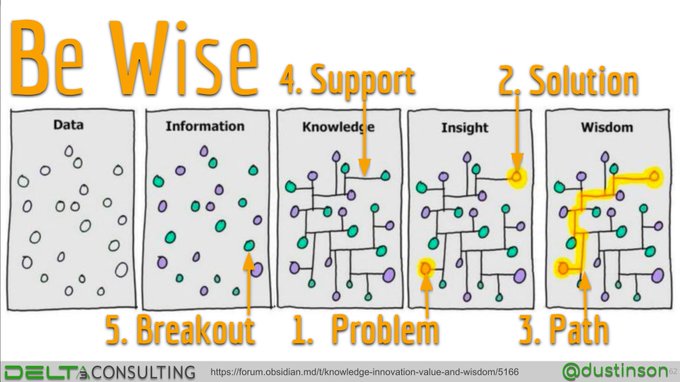 Be Wise
4. Support
2. Solution
Data
Information
Knowledge
Insight
Wisdom
5. Breakout
1. Problem
3. Path
DELTA CONSULTING
https://forum.obsidian.md/t/knowledge-innovation-value-and-wisdom/5166
@dustinson
62